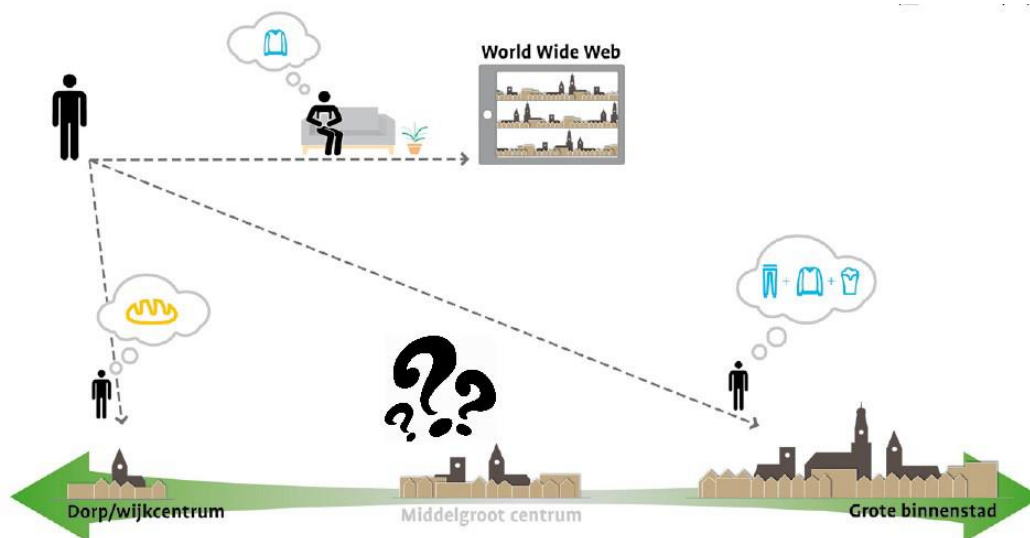 World Wide Web
Dorp/wijkcentrum
Middelgroot centrum
Grote binnenstad